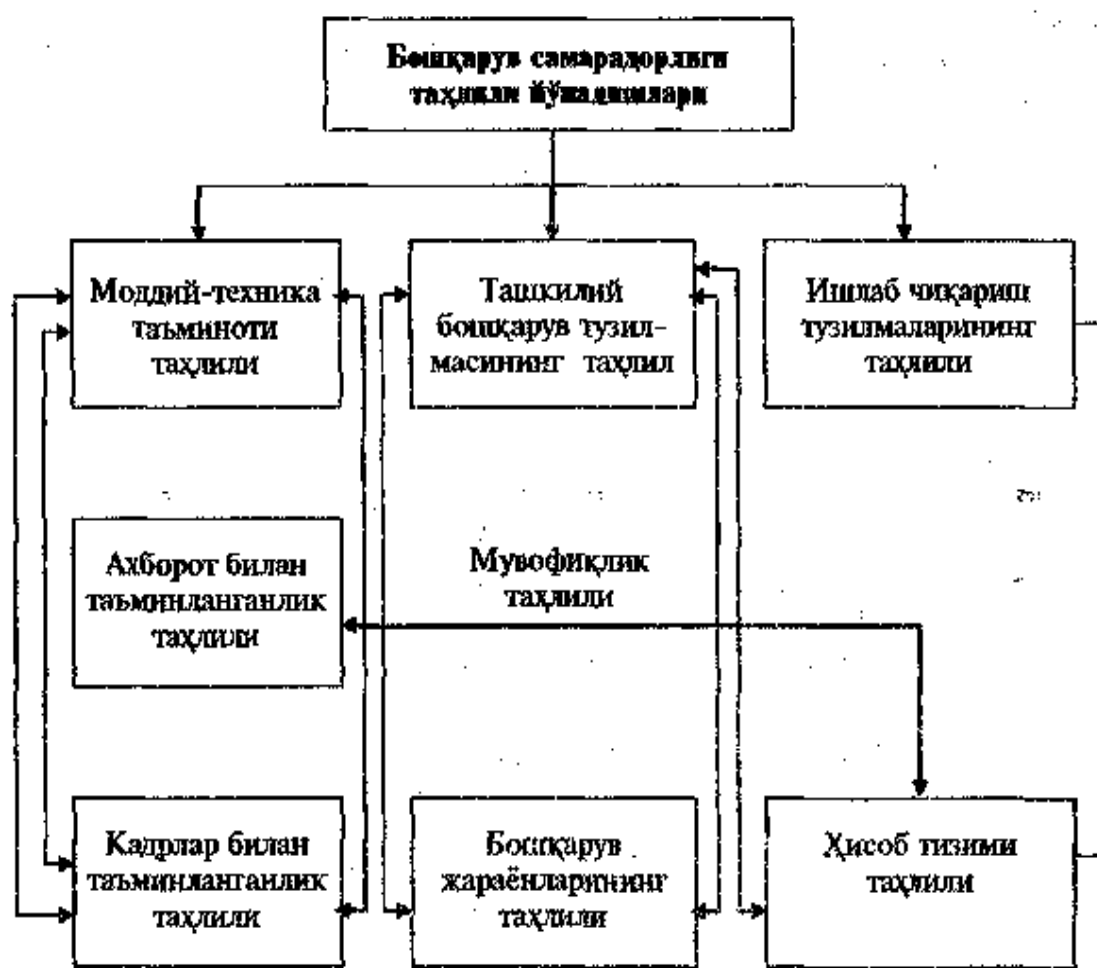 Бошқарув самарадорлиги
таҳлили йўналишлари
Моддий-техника
таъминоти
таҳлили
Ташкилий
бошқарув тузил-
масининг таҳлил
Ишлаб чиқариш
тузилмаларининг
таҳлили
Ахборот билан
таъминланганлик
таҳлили
Мувофиқлик
таҳлили
Кадрлар билан
таъминланганлик
таҳлили
Бошқарув
жараёнларининг
таҳлили
Ҳисоб тизими
таҳлили